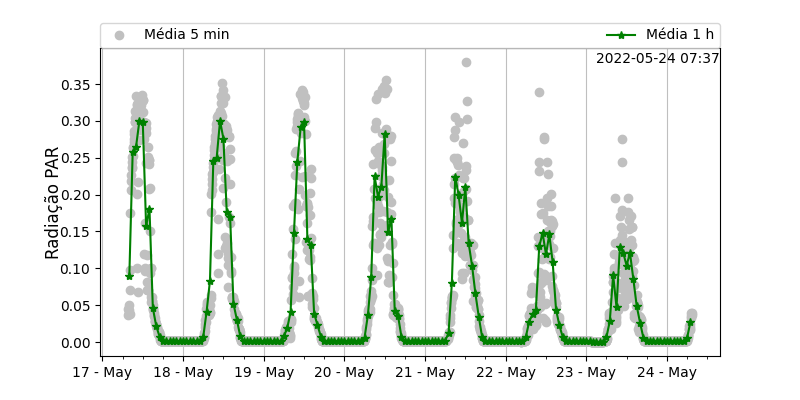 Média 5 min
Média 1 h
2022-05-24 07:37
Radiação PAR
0.35
0.30
0.25
0.20
0.15
0.10
0.05
0.00
17 - May
18 - May
19 - May
20 - May
21 - May
22 - May
23 - May
24 - May